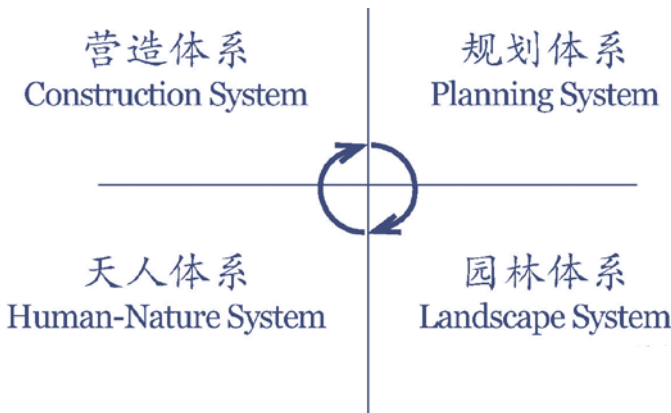 营造体系
Construction System
规划体系
Planning System
天人体系
Human-Nature System
园林体系
Landscape System